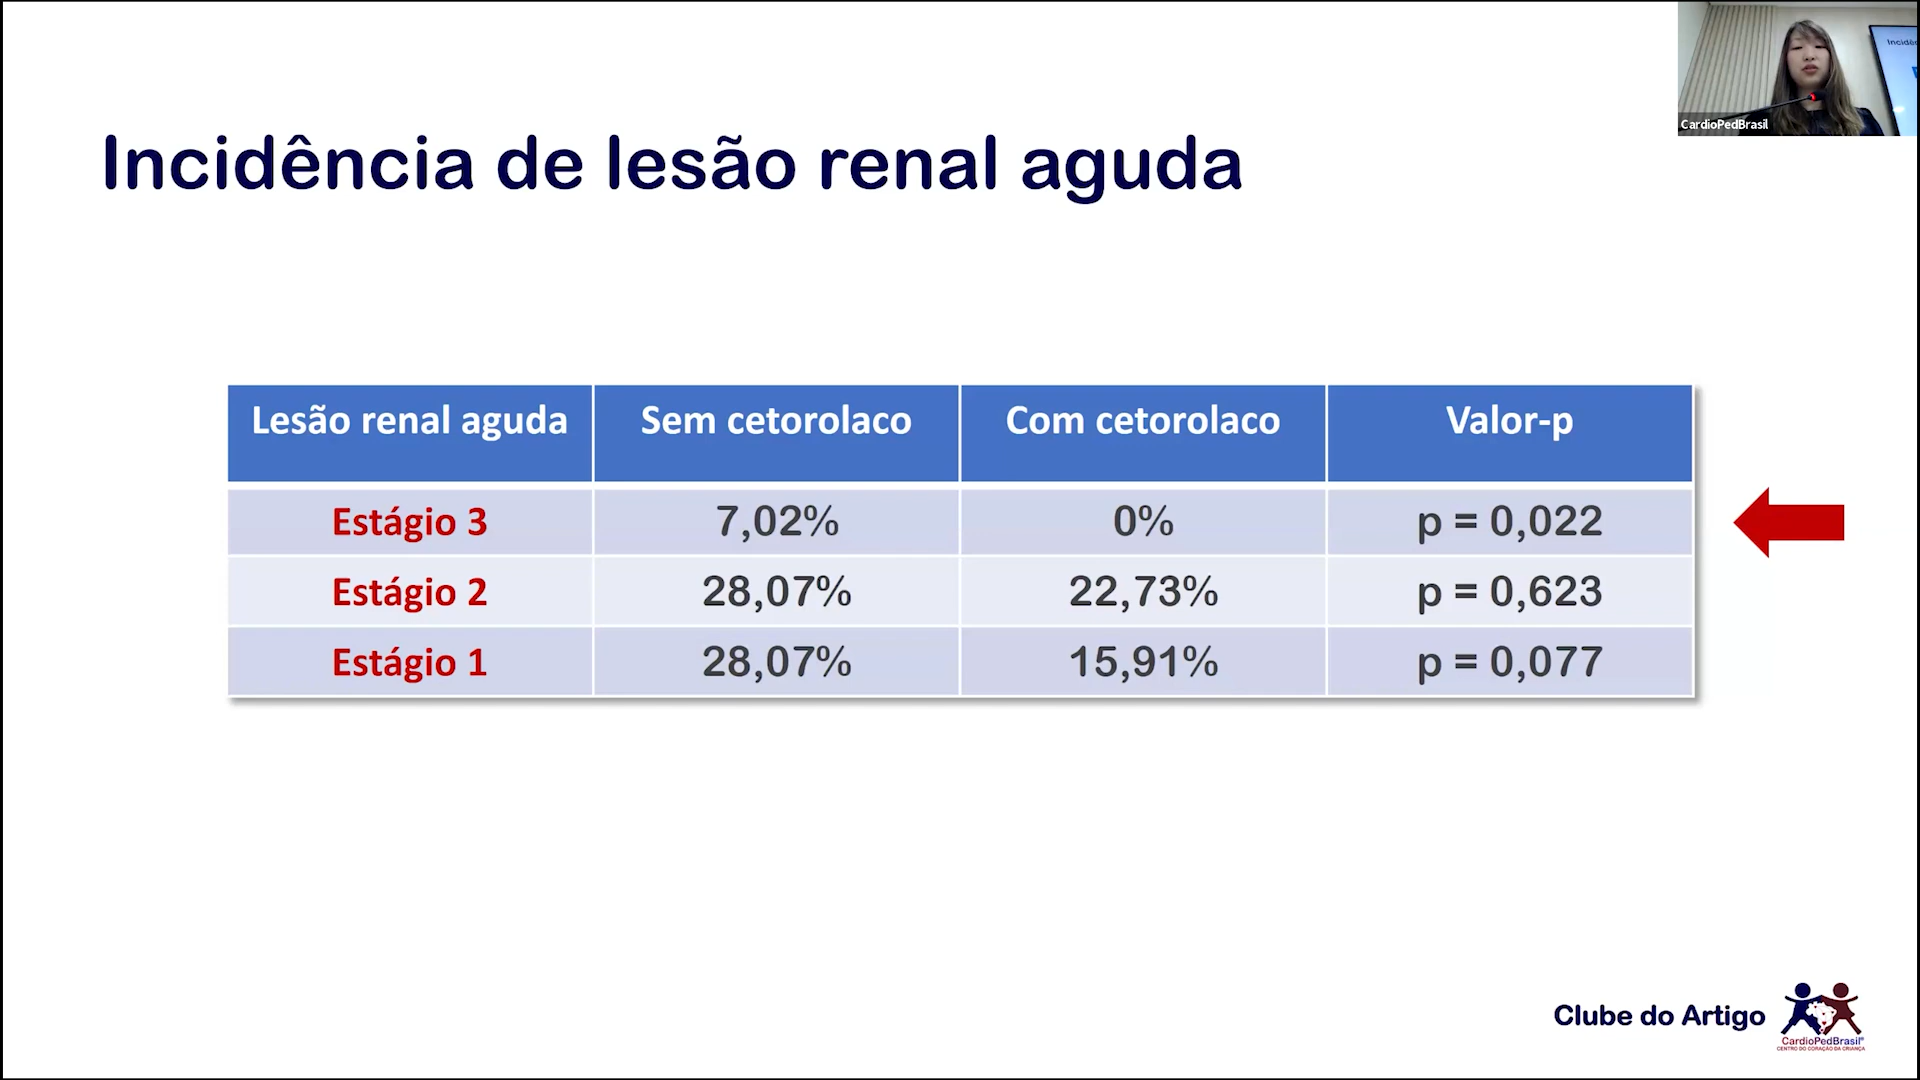 Incidê
CardioPedBrasil
Incidência de lesão renal aguda
Lesão renal aguda Sem cetorolaco Com cetorolaco Valor-p
Estágio 3 7,02% 0% p = 0,022
Estágio 2 28,07% 22,73% p = 0,623
Estágio 1 28,07% 15,91% p = 0,077
Clube do Artigo
CardioPedBrasil®
CENTRO DO CORAÇÃO DA CRIANÇA